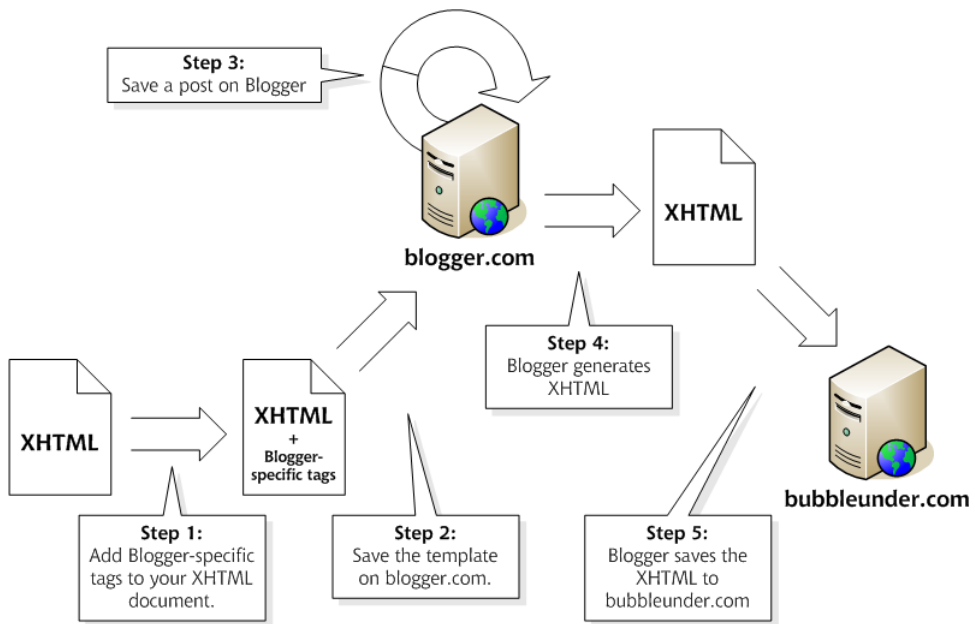 Step 3:
Save a post on Blogger
XHTML
blogger.com
Step 4:
Blogger generates
XHTML
XHTML
XHTML
+
Blogger-
specific tags
bubbleunder.com
Step 1:
Add Blogger-specific
tags to your XHTML
document.
Step 2:
Save the template
on blogger.com.
Step 5:
Blogger saves the
XHTML to
bubbleunder.com